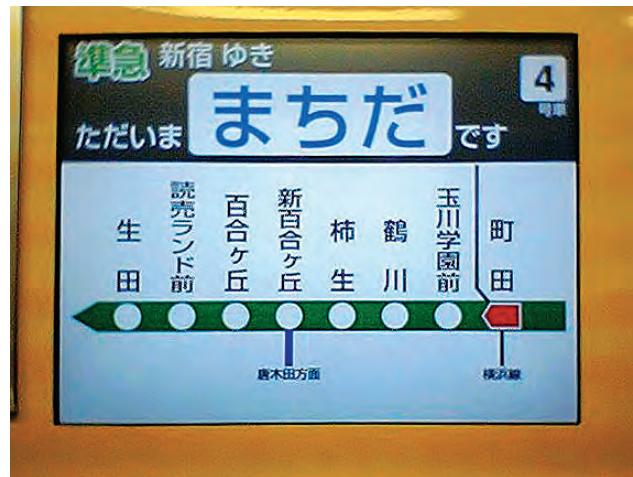 準急 新宿 ゆき
4
号車
ただいま まちだ です
生田
読売ランド前
百合ヶ丘
新百合ヶ丘
柿生
鶴川
玉川学園前
町田
唐木田方面
横浜線